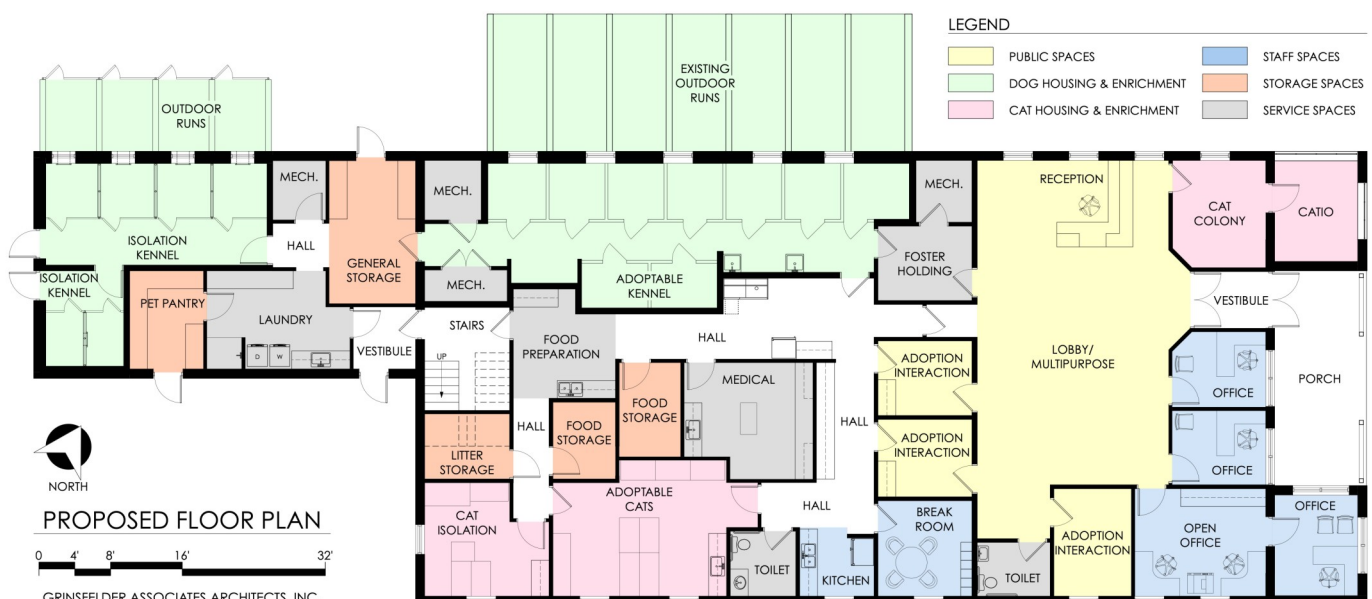 LEGEND
PUBLIC SPACES
STAFF SPACES
DOG HOUSING & ENRICHMENT
STORAGE SPACES
CAT HOUSING & ENRICHMENT
SERVICE SPACES
OUTDOOR
RUNS
EXISTING
OUTDOOR
RUNS
MECH.
MECH.
MECH.
RECEPTION
CAT
COLONY
CATIO
ISOLATION
KENNEL
HALL
GENERAL
STORAGE
FOSTER
HOLDING
ISOLATION
KENNEL
PET PANTRY
LAUNDRY
D
W
VESTIBULE
MECH.
ADOPTABLE
KENNEL
VESTIBULE
STAIRS
UP
FOOD
PREPARATION
HALL
LOBBY/
MULTIPURPOSE
ADOPTION
INTERACTION
MEDICAL
OFFICE
PORCH
FOOD
STORAGE
HALL
FOOD
STORAGE
HALL
LITTER
STORAGE
ADOPTION
INTERACTION
OFFICE
CAT
ISOLATION
ADOPTABLE
CATS
HALL
BREAK
ROOM
TOILET
KITCHEN
TOILET
ADOPTION
INTERACTION
OPEN
OFFICE
OFFICE
NORTH
PROPOSED FLOOR PLAN
0 4' 8' 16' 32'
GRINSFELDER ASSOCIATES ARCHITECTS, INC.